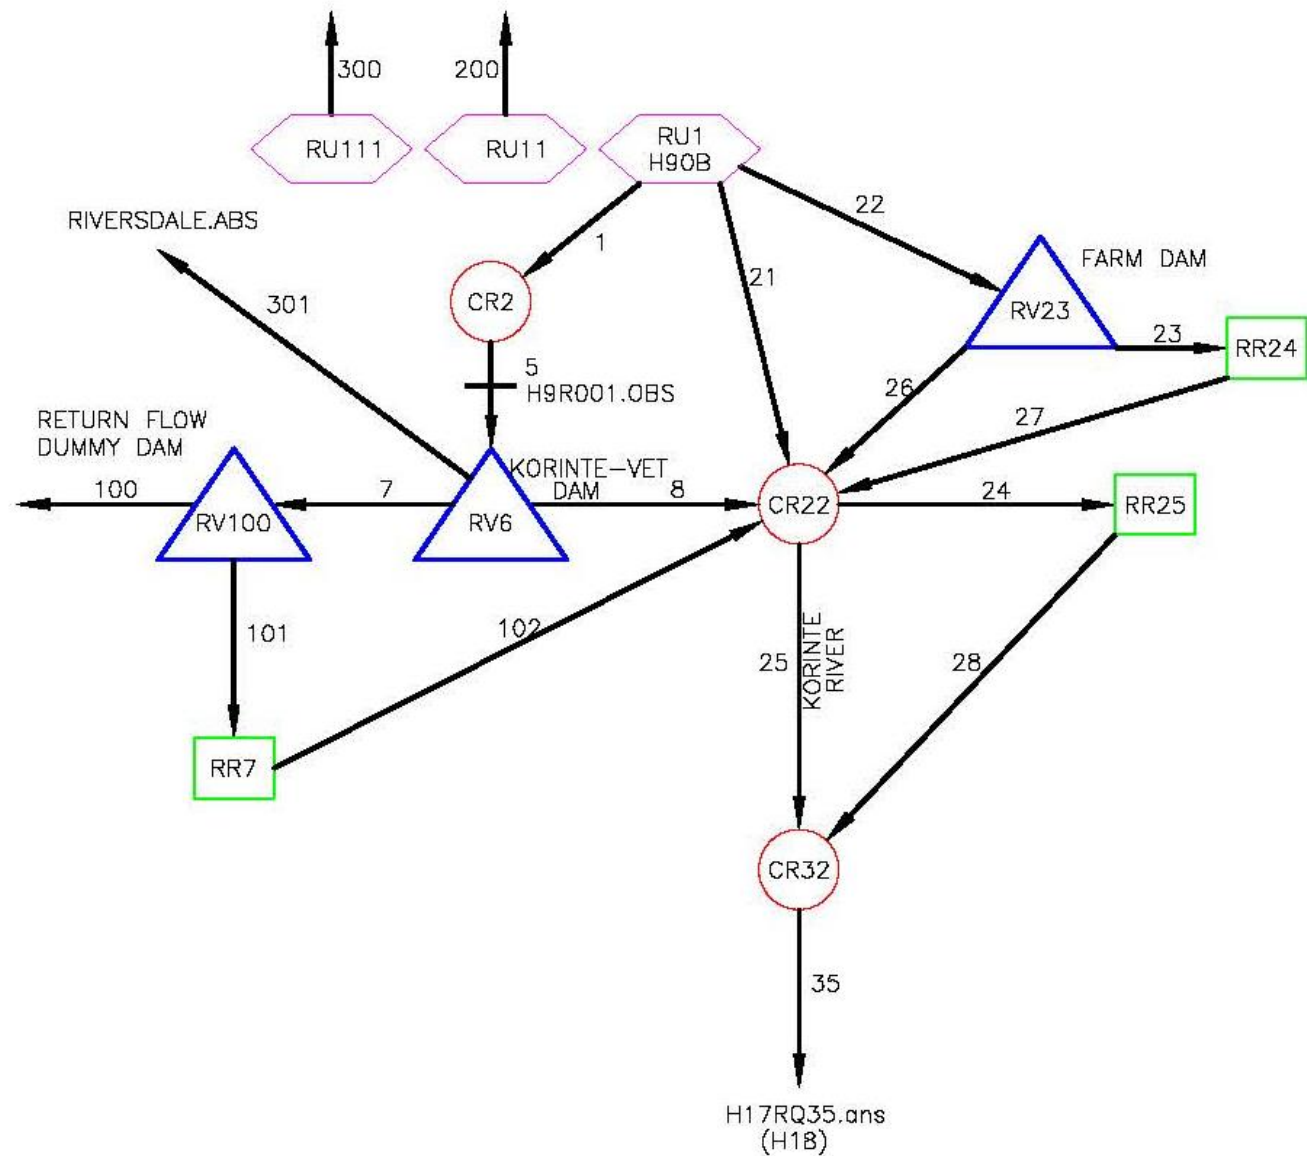 300
200
RU111
RU11
RU1
H90B
RIVERSDALE.ABS
22
1
21
FARM DAM
301
CR2
RV23
23
RR24
5
H9R001.OBS
26
27
RETURN FLOW
DUMMY DAM
KORINTE-VET
DAM
100
7
8
24
RV100
RV6
CR22
RR25
101
102
25
KORINTE
RIVER
28
RR7
CR32
35
H17RQ35.ans
(H18)